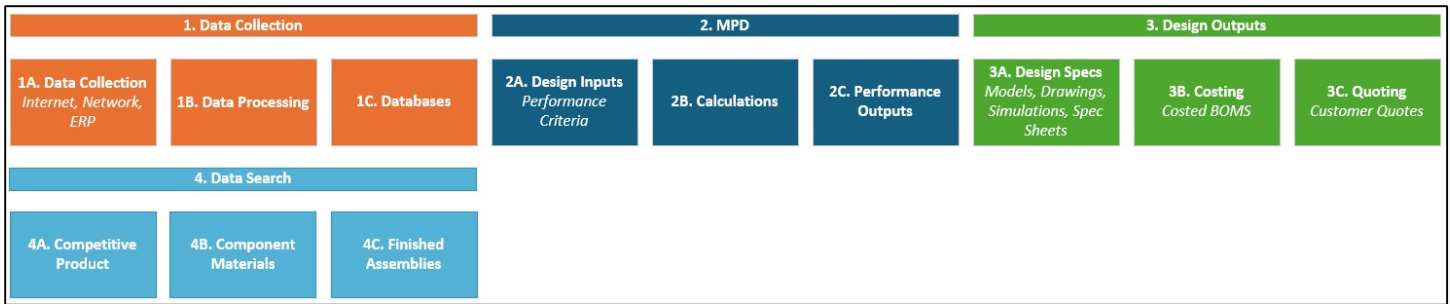 1. Data Collection
2. MPD
3. Design Outputs
1A. Data Collection
Internet, Network,
ERP
1B. Data Processing
1C. Databases
2A. Design Inputs
Performance
Criteria
2B. Calculations
2C. Performance
Outputs
3A. Design Specs
Models, Drawings,
Simulations, Spec
Sheets
3B. Costing
Costed BOMS
3C. Quoting
Customer Quotes
4. Data Search
4A. Competitive
Product
4B. Component
Materials
4C. Finished
Assemblies